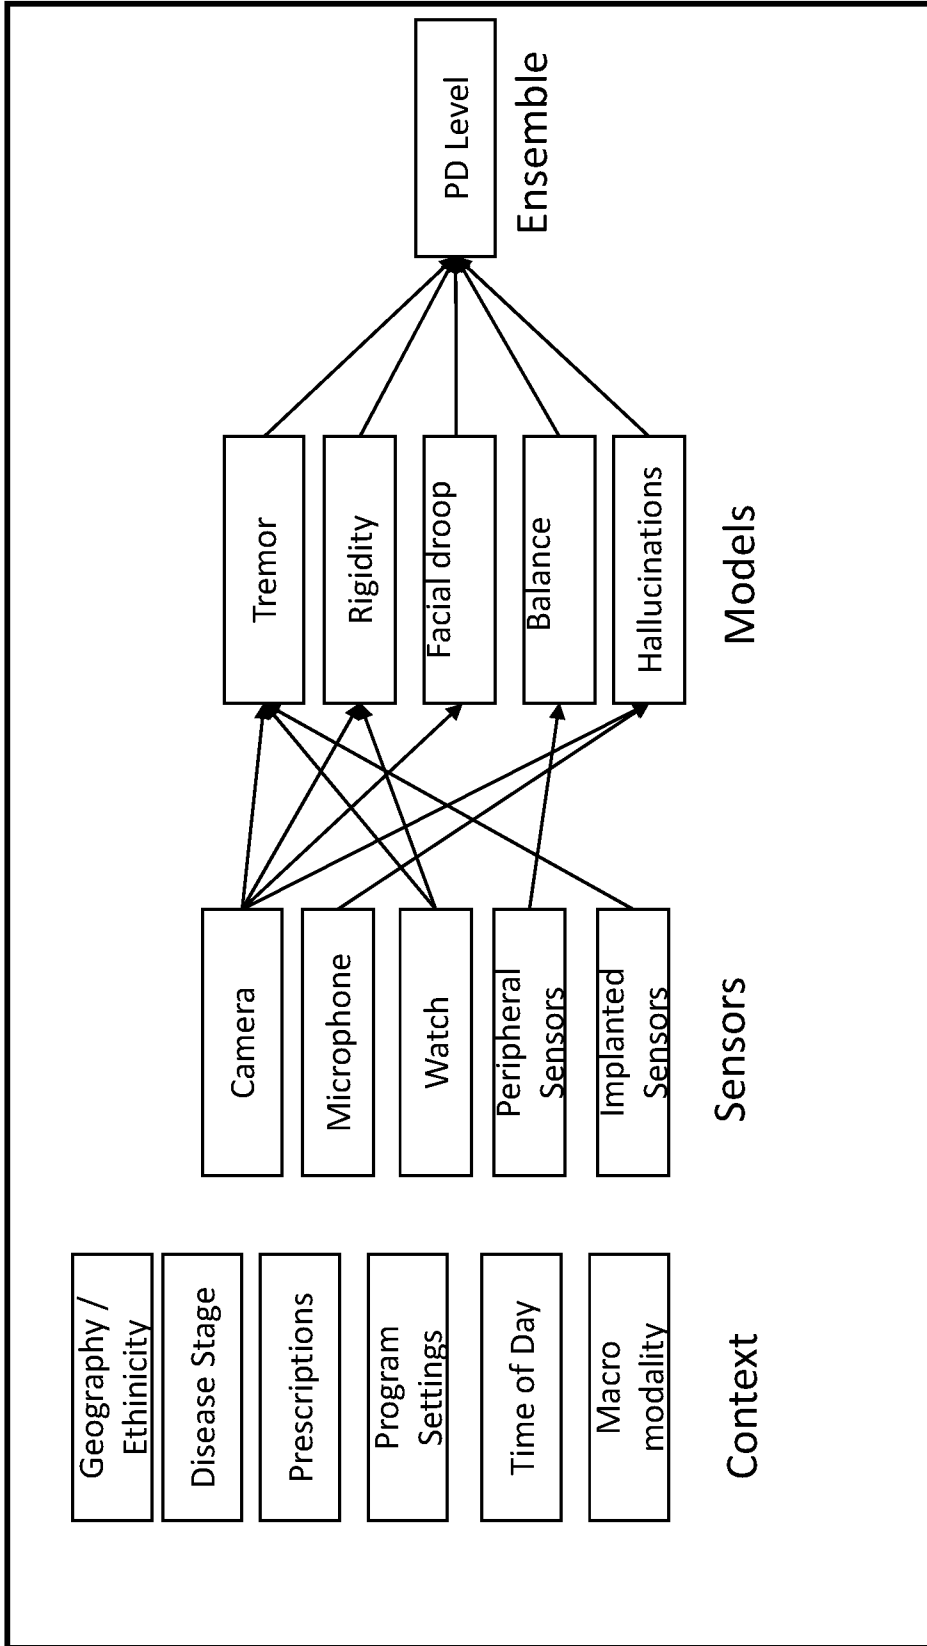 Geography /
Ethinicity
Disease Stage
Prescriptions
Program
Settings
Time of Day
Macro
modality
Context
Camera
Microphone
Watch
Peripheral
Sensors
Implanted
Sensors
Sensors
Tremor
Rigidity
Facial droop
Balance
Hallucinations
Models
PD Level
Ensemble